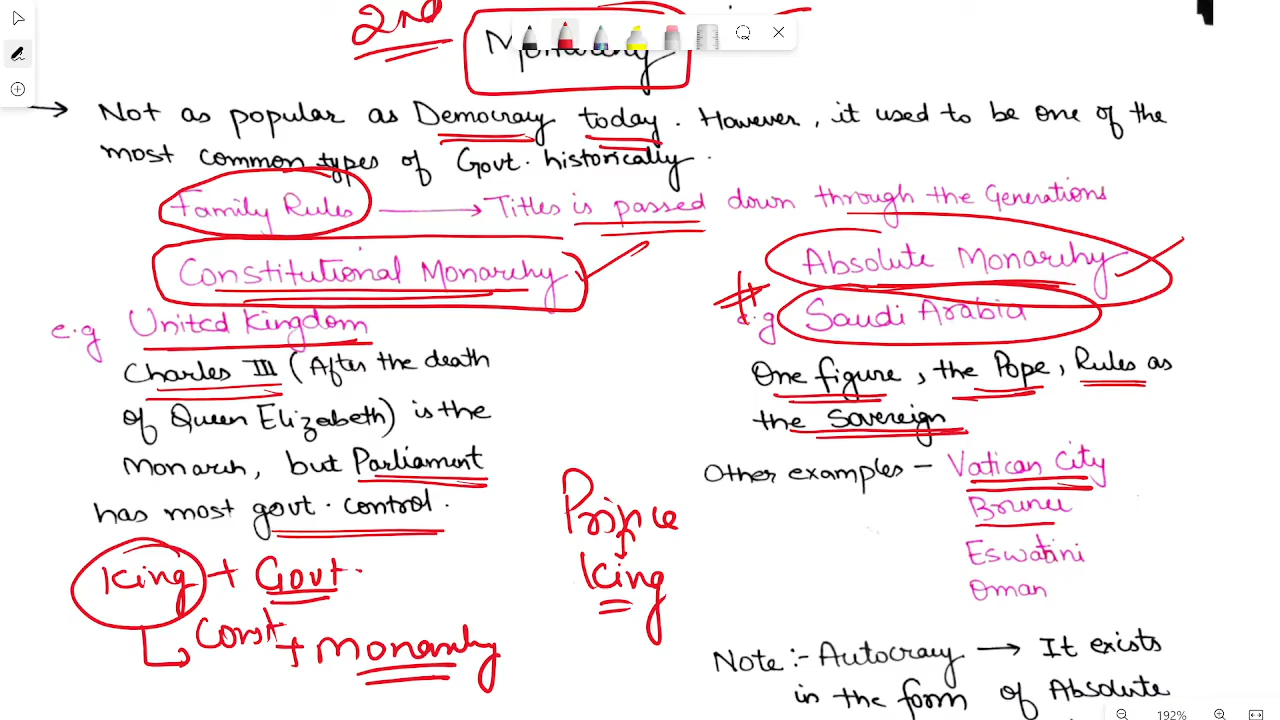 2nd
Monarchy
→ Not as popular as Democracy today. However, it used to be one of the
most common types of Govt. historically.
Family Rules → Titles is passed down through the Generations
Constitutional Monarchy
e.g United Kingdom
Charles III (After the death
of Queen Elizabeth) is the
Monarch, but Parliament
has most govt. control.
King + Govt.
Const + Monarchy
Prince
King
Absolute Monarchy
# e.g Saudi Arabia
One figure, the Pope, Rules as
the Sovereign
Other examples - Vatican City
Brunei
Eswatini
Oman
Note :- Autocracy → It exists
in the form of Absolute
192%